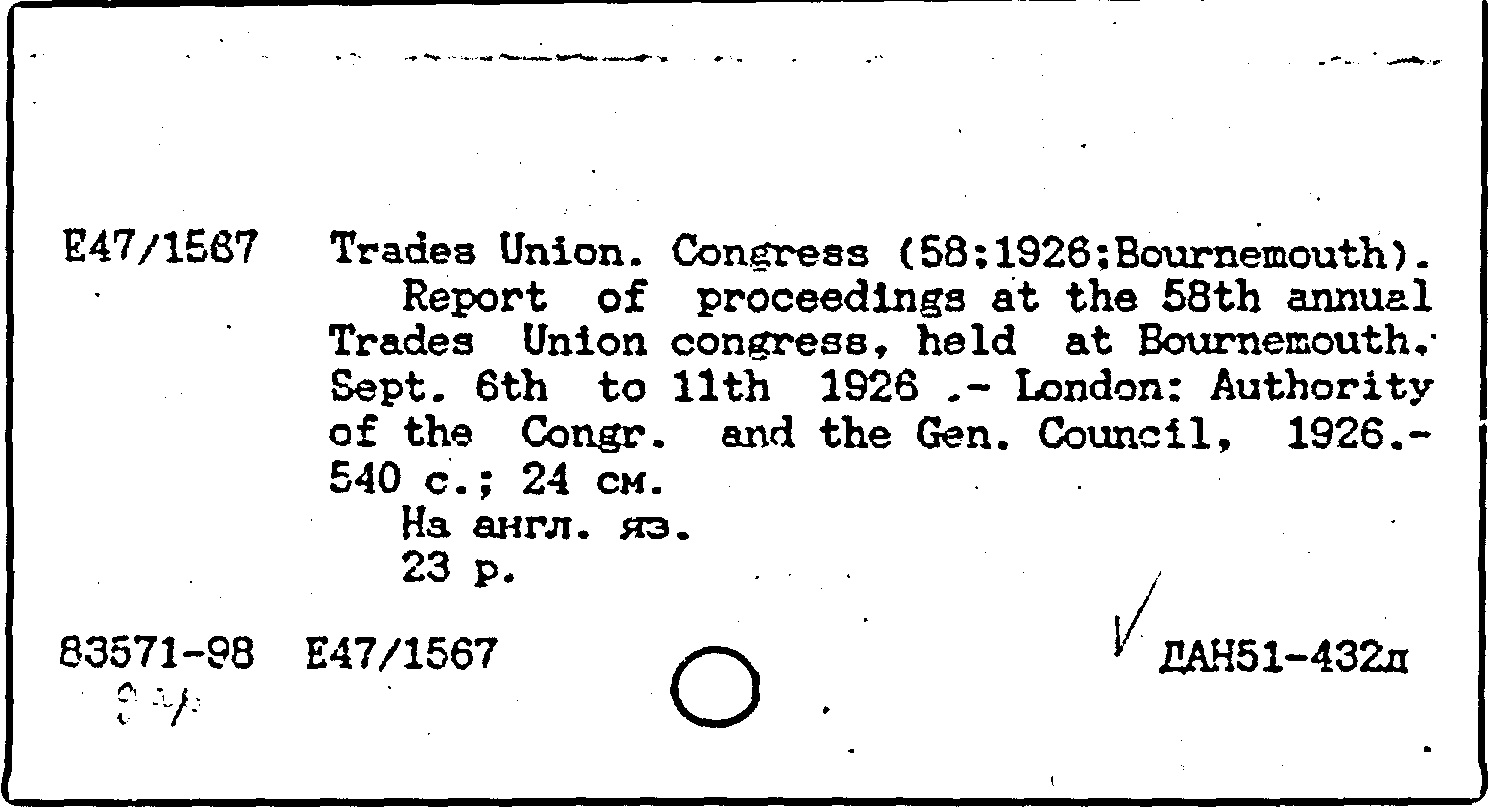 E47/1567 Trades Union. Congress (58;1926;Bournemouth).
Report of proceedings at the 58th annual
Trades Union congress, held at Bournemouth.
Sept. 6th to 11th 1926 .- London: Authority
of the Congr. and the Gen. Council, 1926.-
540 с.; 24 см.
На англ. яз.
23 р.
83571-98 E47/1567 ДАН51-432л